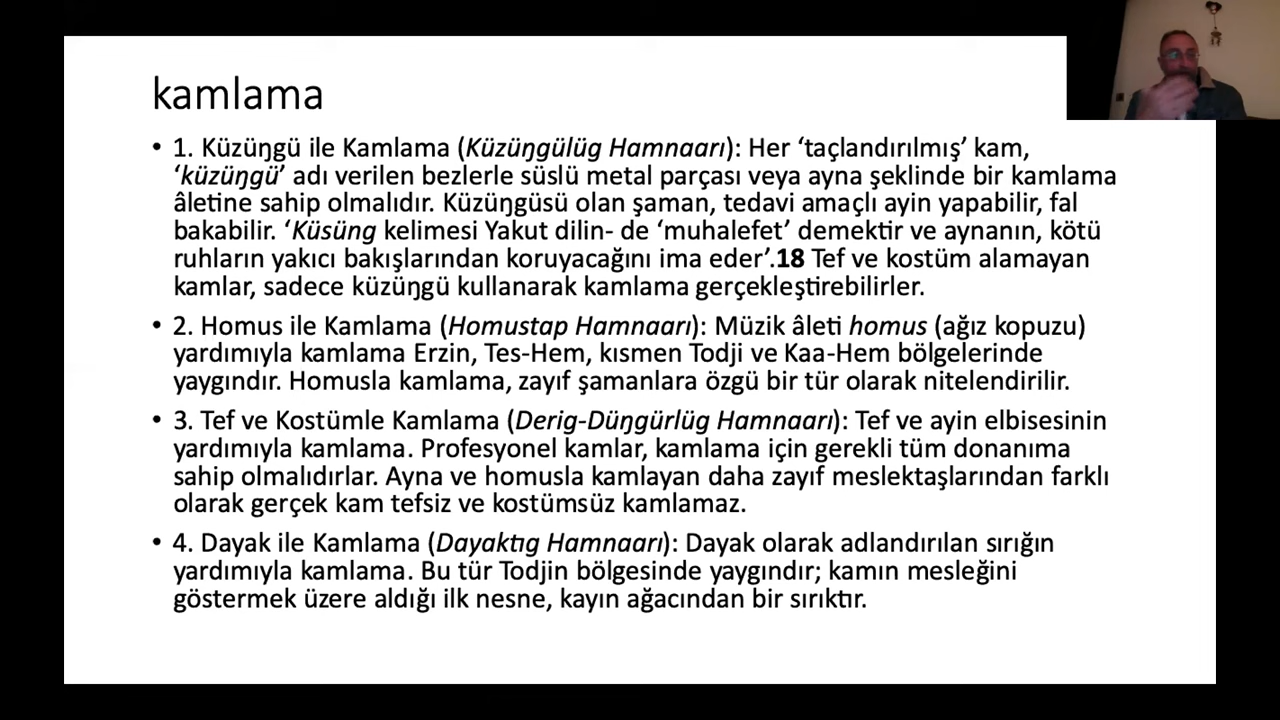 kamlama
• 1. Küzüŋgü ile Kamlama (Küzüŋgülüg Hamnaarı): Her ‘taçlandırılmış’ kam,
‘küzüŋgü’ adı verilen bezlerle süslü metal parçası veya ayna şeklinde bir kamlama
âletine sahip olmalıdır. Küzüŋgüsü olan şaman, tedavi amaçlı ayin yapabilir, fal
bakabilir. ‘Küsüng kelimesi Yakut dilin- de ‘muhalefet’ demektir ve aynanın, kötü
ruhların yakıcı bakışlarından koruyacağını ima eder’.18 Tef ve kostüm alamayan
kamlar, sadece küzüŋgü kullanarak kamlama gerçekleştirebilirler.
• 2. Homus ile Kamlama (Homustap Hamnaarı): Müzik âleti homus (ağız kopuzu)
yardımıyla kamlama Erzin, Tes-Hem, kısmen Todji ve Kaa-Hem bölgelerinde
yaygındır. Homusla kamlama, zayıf şamanlara özgü bir tür olarak nitelendirilir.
• 3. Tef ve Kostümle Kamlama (Derig-Düŋgürlüg Hamnaarı): Tef ve ayin elbisesinin
yardımıyla kamlama. Profesyonel kamlar, kamlama için gerekli tüm donanıma
sahip olmalıdırlar. Ayna ve homusla kamlayan daha zayıf meslektaşlarından farklı
olarak gerçek kam tefsiz ve kostümsüz kamlamaz.
• 4. Dayak ile Kamlama (Dayaktıg Hamnaarı): Dayak olarak adlandırılan sırığın
yardımıyla kamlama. Bu tür Todjin bölgesinde yaygındır; kamın mesleğini
göstermek üzere aldığı ilk nesne, kayın ağacından bir sırıktır.